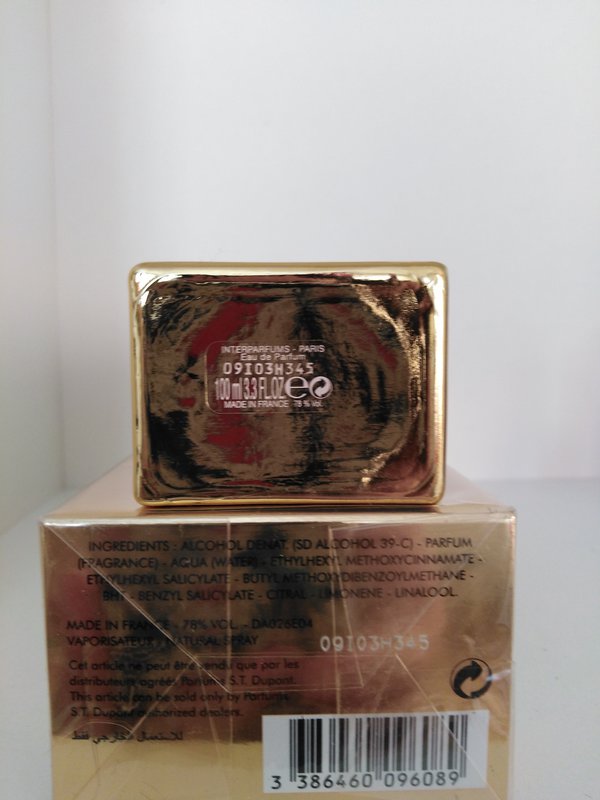 INTERPARFUMS - PARIS
Eau de Parfum
09I03H345
100 ml 3.3 FL.OZ e
MADE IN FRANCE 78 % Vol.
INGREDIENTS : ALCOHOL DENAT. (SD ALCOHOL 39-C) - PARFUM
(FRAGRANCE) - AQUA (WATER) - ETHYLHEXYL METHOXYCINNAMATE -
ETHYLHEXYL SALICYLATE - BUTYL METHOXYDIBENZOYLMETHANE -
BHT - BENZYL SALICYLATE - CITRAL - LIMONENE - LINALOOL.
MADE IN FRANCE - 78% VOL. - DA026E04
VAPORISATEUR - NATURAL SPRAY
09I03H345
Cet article ne peut être vendu que par les
distributeurs agréés Parfums S.T. Dupont.
This article can be sold only by Parfums
S.T. Dupont authorized dealers.
للاستعمال الخارجي فقط
3 386460 096089